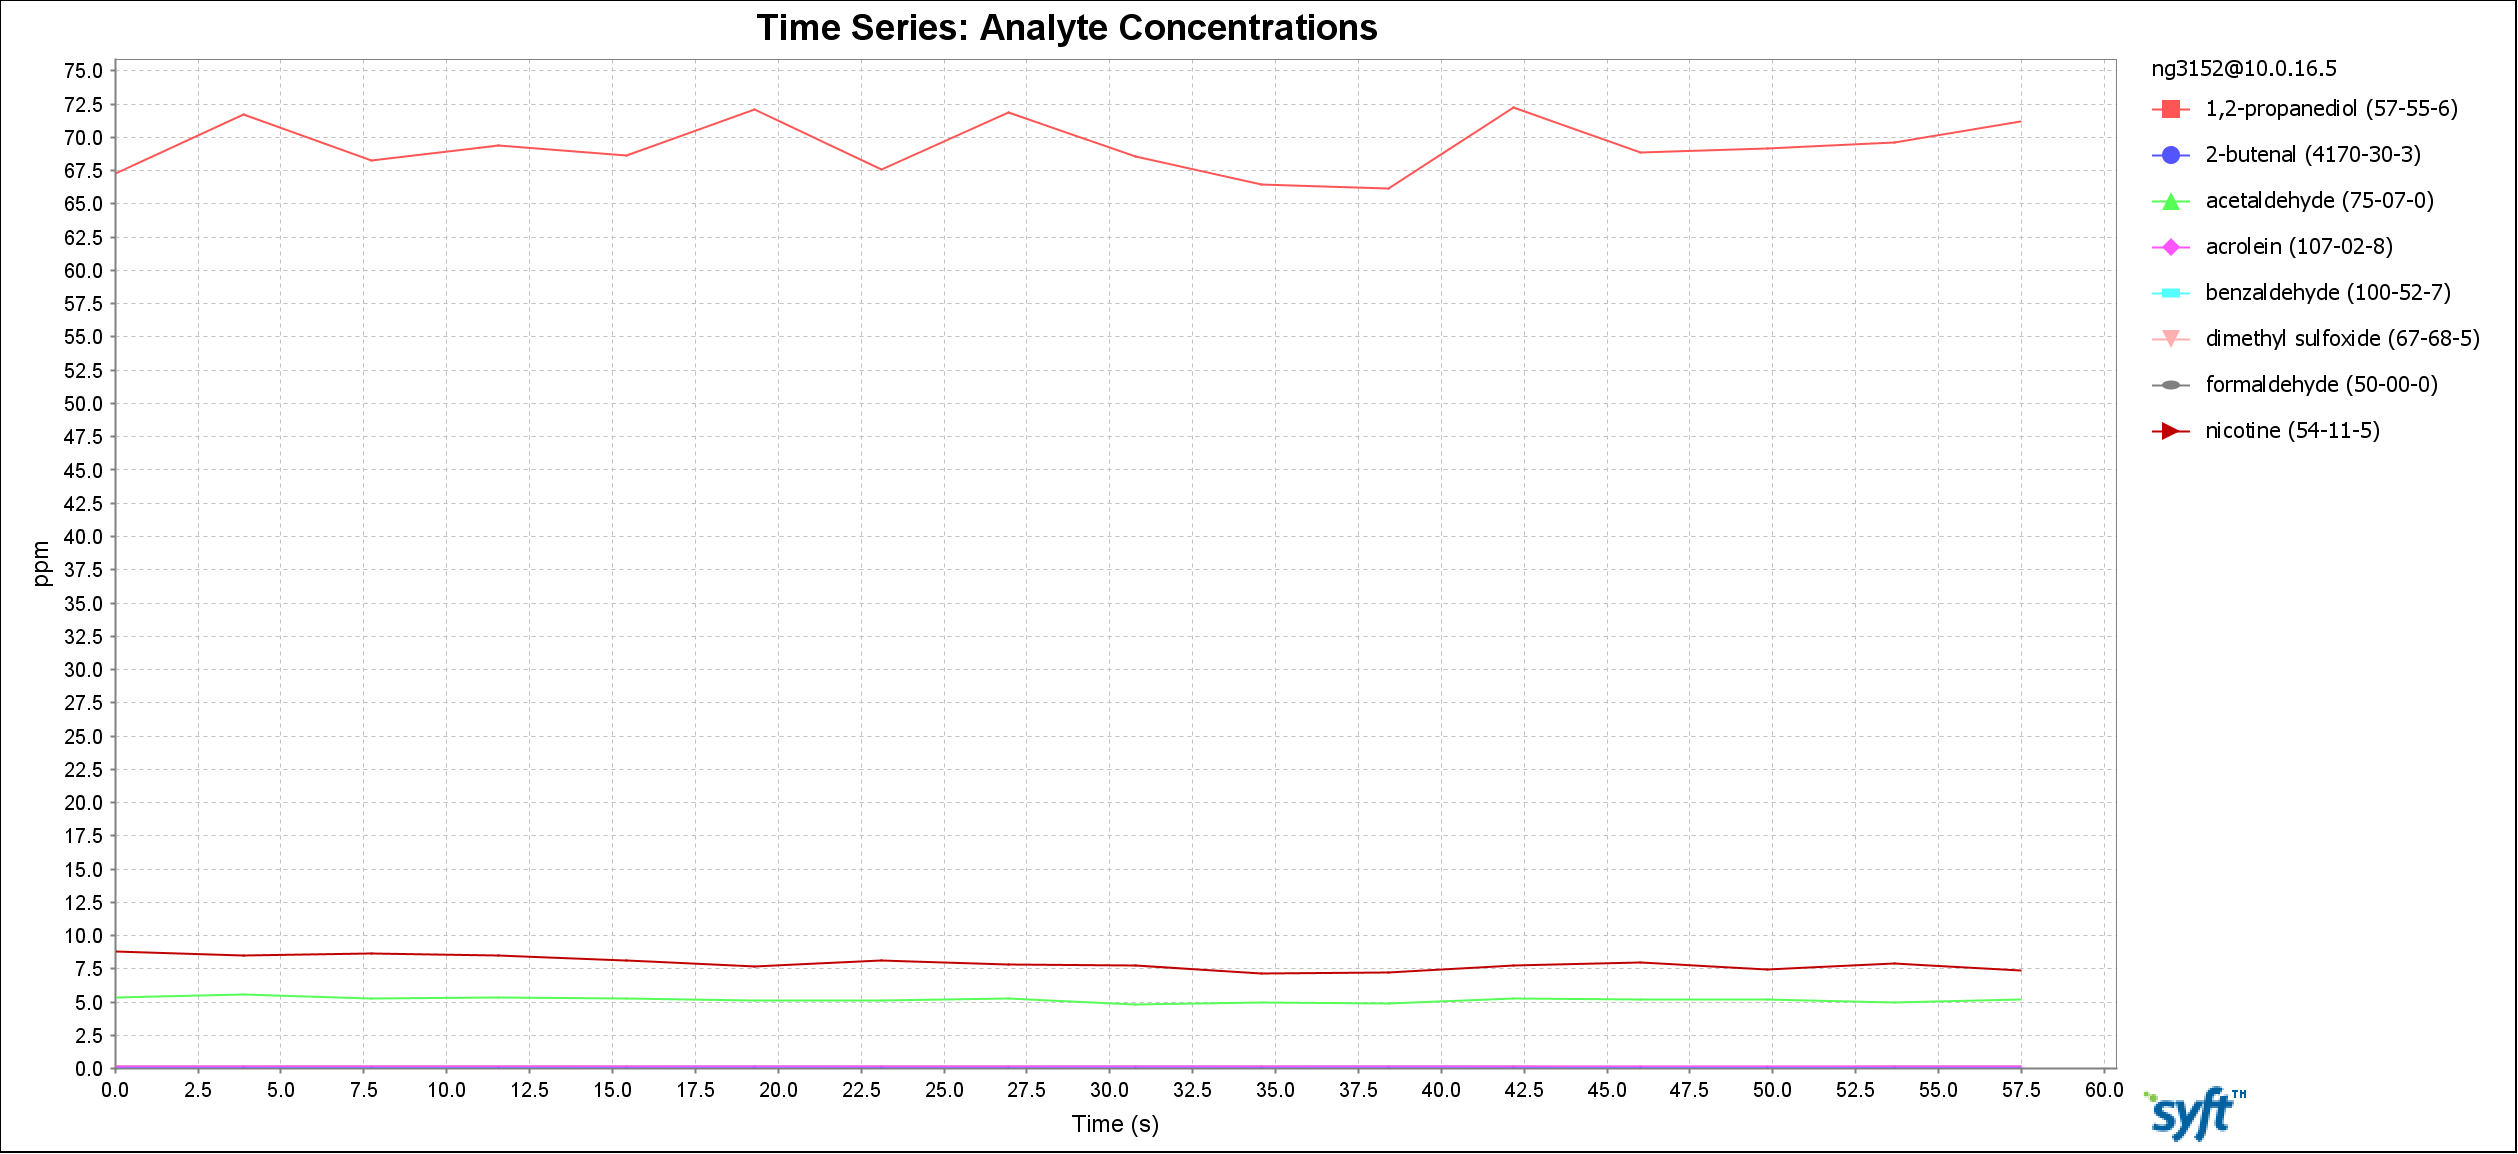 Time Series: Analyte Concentrations
75.0
72.5
70.0
67.5
65.0
62.5
60.0
57.5
55.0
52.5
50.0
47.5
45.0
42.5
40.0
37.5
35.0
32.5
30.0
27.5
25.0
22.5
20.0
17.5
15.0
12.5
10.0
7.5
5.0
2.5
0.0
ppm
0.0 2.5 5.0 7.5 10.0 12.5 15.0 17.5 20.0 22.5 25.0 27.5 30.0 32.5 35.0 37.5 40.0 42.5 45.0 47.5 50.0 52.5 55.0 57.5 60.0
Time (s)
ng3152@10.0.16.5
1,2-propanediol (57-55-6)
2-butenal (4170-30-3)
acetaldehyde (75-07-0)
acrolein (107-02-8)
benzaldehyde (100-52-7)
dimethyl sulfoxide (67-68-5)
formaldehyde (50-00-0)
nicotine (54-11-5)
syft™